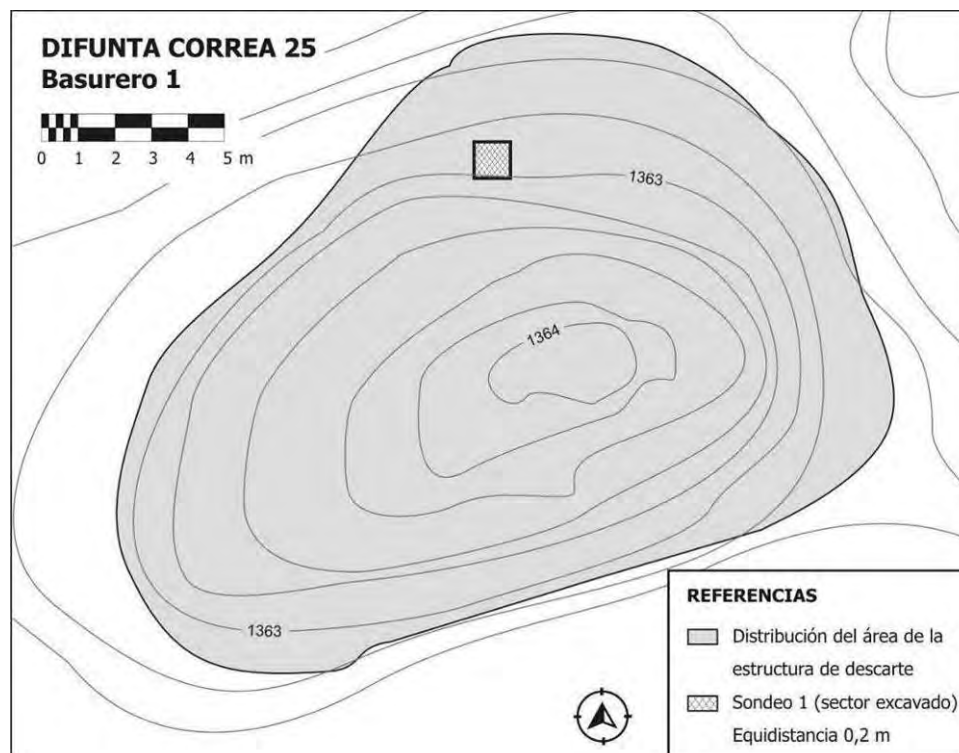 DIFUNTA CORREA 25
Basurero 1
0 1 2 3 4 5 m
1363
1364
1363
REFERENCIAS
Distribución del área de la
estructura de descarte
Sondeo 1 (sector excavado)
Equidistancia 0,2 m